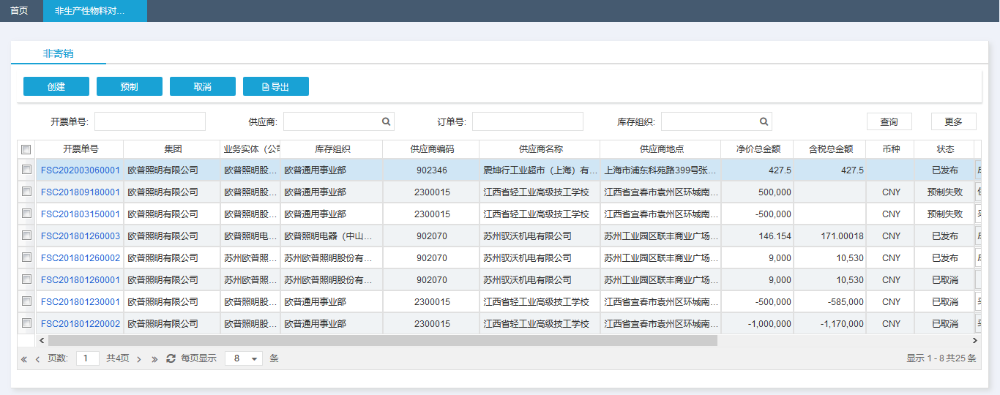 首页 非生产性物料对...
非寄销
创建 预制 取消 导出
开票单号: 供应商: 订单号: 库存组织: 查询 更多
开票单号 集团 业务实体（公司 库存组织 供应商编码 供应商名称 供应商地点 净价总金额 含税总金额 币种 状态
FSC202003060001 欧普照明有限公司 欧普照明股... 欧普通用事业部 902346 震坤行工业超市（上海）有... 上海市浦东科苑路399号张... 427.5 427.5 已发布
FSC201809180001 欧普照明有限公司 欧普照明股... 欧普通用事业部 2300015 江西省轻工业高级技工学校 江西省宜春市袁州区环城南... 500,000 CNY 预制失败
FSC201803150001 欧普照明有限公司 欧普照明股... 欧普通用事业部 2300015 江西省轻工业高级技工学校 江西省宜春市袁州区环城南... -500,000 CNY 预制失败
FSC201801260003 欧普照明有限公司 欧普照明电... 欧普照明电器（中山... 902070 苏州驭沃机电有限公司 苏州工业园区联丰商业广场... 146.154 171.00018 CNY 已发布
FSC201801260002 欧普照明有限公司 苏州欧普照... 苏州欧普照明股份有... 902070 苏州驭沃机电有限公司 苏州工业园区联丰商业广场... 9,000 10,530 CNY 已发布
FSC201801260001 欧普照明有限公司 苏州欧普照... 苏州欧普照明股份有... 902070 苏州驭沃机电有限公司 苏州工业园区联丰商业广场... 9,000 10,530 CNY 已取消
FSC201801230001 欧普照明有限公司 欧普照明股... 欧普通用事业部 2300015 江西省轻工业高级技工学校 江西省宜春市袁州区环城南... -500,000 -585,000 CNY 已取消
FSC201801220002 欧普照明有限公司 欧普照明股... 欧普通用事业部 2300015 江西省轻工业高级技工学校 江西省宜春市袁州区环城南... -1,000,000 -1,170,000 CNY 已取消
页数: 1 共4页 每页显示 8 条 显示 1 - 8 共25 条